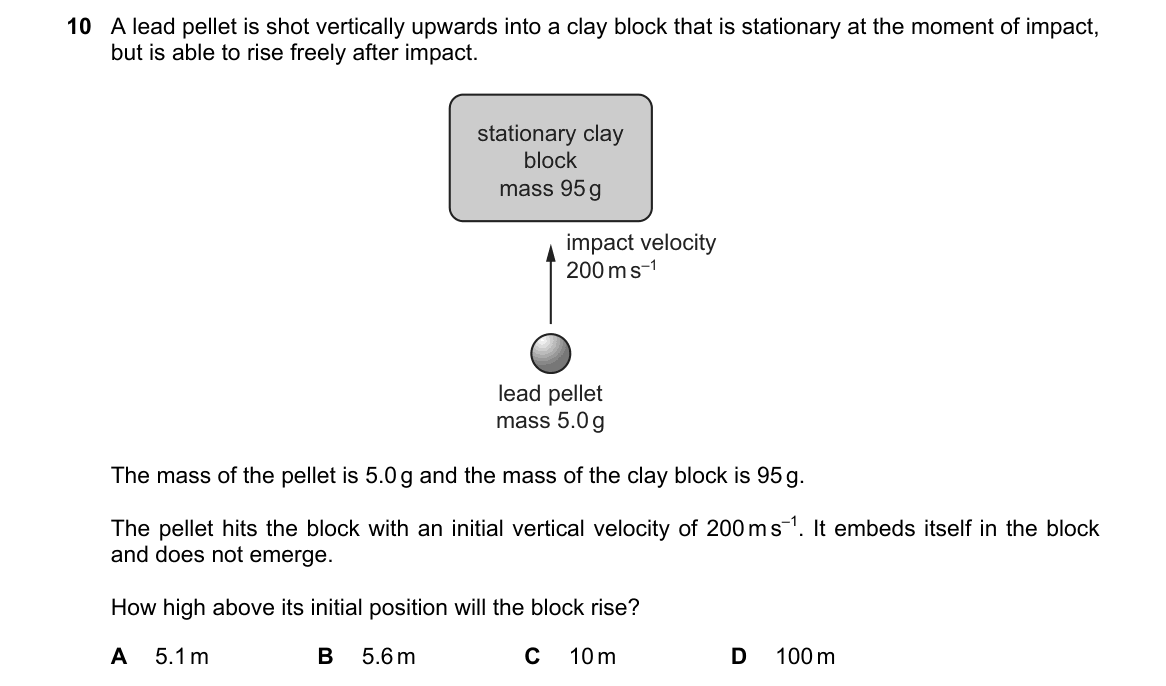 10 A lead pellet is shot vertically upwards into a clay block that is stationary at the moment of impact,
but is able to rise freely after impact.
stationary clay
block
mass 95 g
impact velocity
200 m s⁻¹
lead pellet
mass 5.0 g
The mass of the pellet is 5.0 g and the mass of the clay block is 95 g.
The pellet hits the block with an initial vertical velocity of 200 m s⁻¹. It embeds itself in the block
and does not emerge.
How high above its initial position will the block rise?
A 5.1 m B 5.6 m C 10 m D 100 m